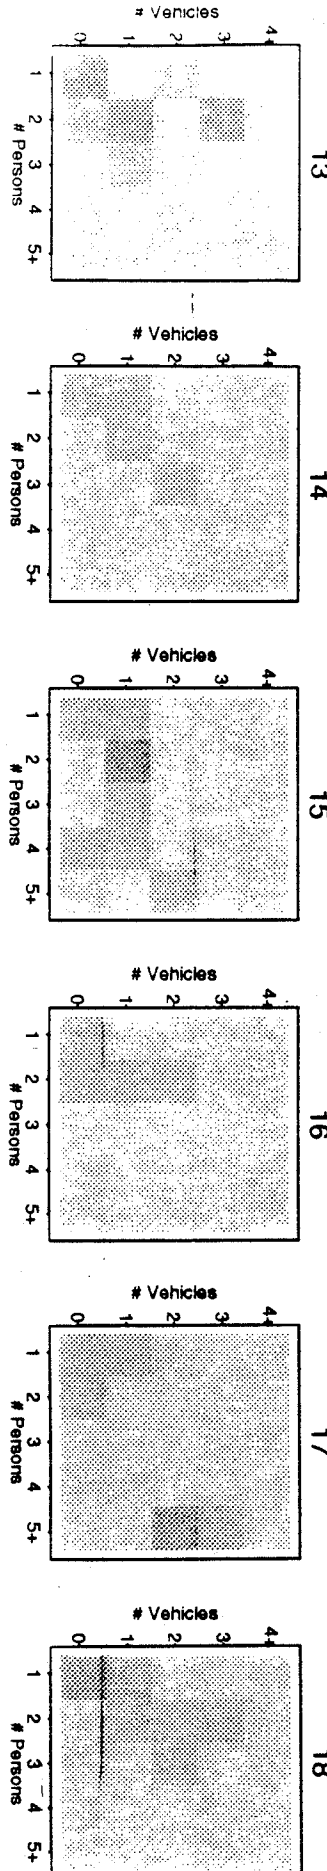 13
# Vehicles
0 1 2 3 4+
1 2 3 4 5+
# Persons
14
# Vehicles
0 1 2 3 4+
1 2 3 4 5+
# Persons
15
# Vehicles
0 1 2 3 4+
1 2 3 4 5+
# Persons
16
# Vehicles
0 1 2 3 4+
1 2 3 4 5+
# Persons
17
# Vehicles
0 1 2 3 4+
1 2 3 4 5+
# Persons
18
# Vehicles
0 1 2 3 4+
1 2 3 4 5+
# Persons